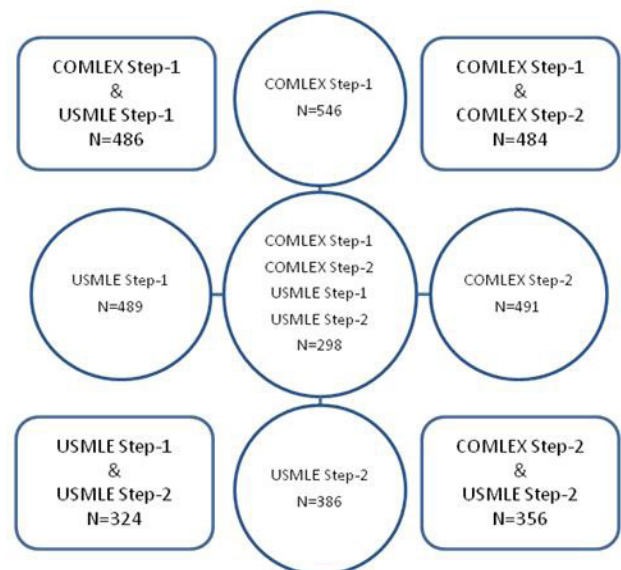 COMLEX Step-1
&
USMLE Step-1
N=486
COMLEX Step-1
N=546
COMLEX Step-1
&
COMLEX Step-2
N=484
USMLE Step-1
N=489
COMLEX Step-1
COMLEX Step-2
USMLE Step-1
USMLE Step-2
N=298
COMLEX Step-2
N=491
USMLE Step-1
&
USMLE Step-2
N=324
USMLE Step-2
N=386
COMLEX Step-2
&
USMLE Step-2
N=356